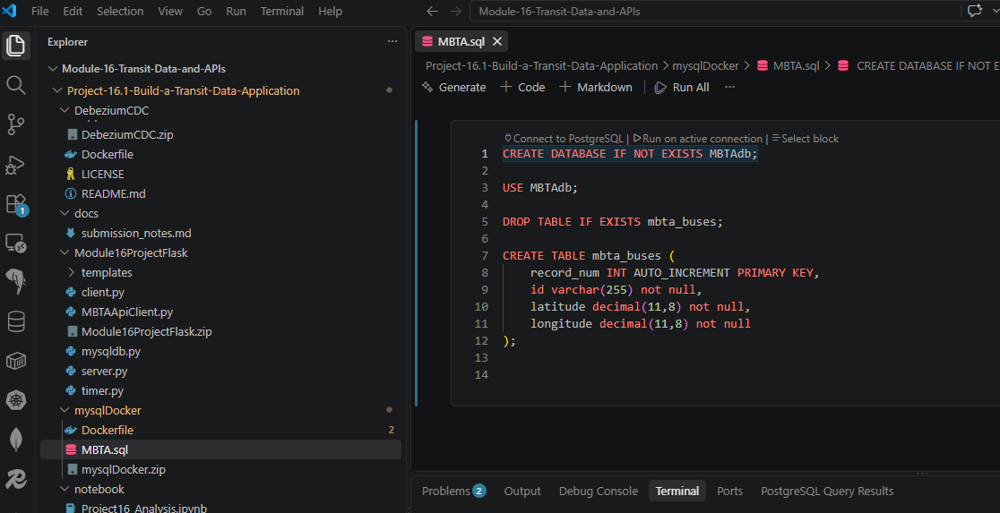 File Edit Selection View Go Run Terminal Help
Module-16-Transit-Data-and-APIs
Explorer
Module-16-Transit-Data-and-APIs
Project-16.1-Build-a-Transit-Data-Application
DebeziumCDC
DebeziumCDC.zip
Dockerfile
LICENSE
README.md
docs
submission_notes.md
Module16ProjectFlask
templates
client.py
MBTAApiClient.py
Module16ProjectFlask.zip
mysqldb.py
server.py
timer.py
mysqlDocker
Dockerfile 2
MBTA.sql
mysqlDocker.zip
notebook
Project16_Analysis.ipynb
1
MBTA.sql
Project-16.1-Build-a-Transit-Data-Application > mysqlDocker > MBTA.sql > CREATE DATABASE IF NOT E
Generate + Code + Markdown | Run All ...
Connect to PostgreSQL | Run on active connection | Select block
1 CREATE DATABASE IF NOT EXISTS MBTAdb;
2
3 USE MBTAdb;
4
5 DROP TABLE IF EXISTS mbta_buses;
6
7 CREATE TABLE mbta_buses (
8 record_num INT AUTO_INCREMENT PRIMARY KEY,
9 id varchar(255) not null,
10 latitude decimal(11,8) not null,
11 longitude decimal(11,8) not null
12 );
13
14
Problems 2 Output Debug Console Terminal Ports PostgreSQL Query Results